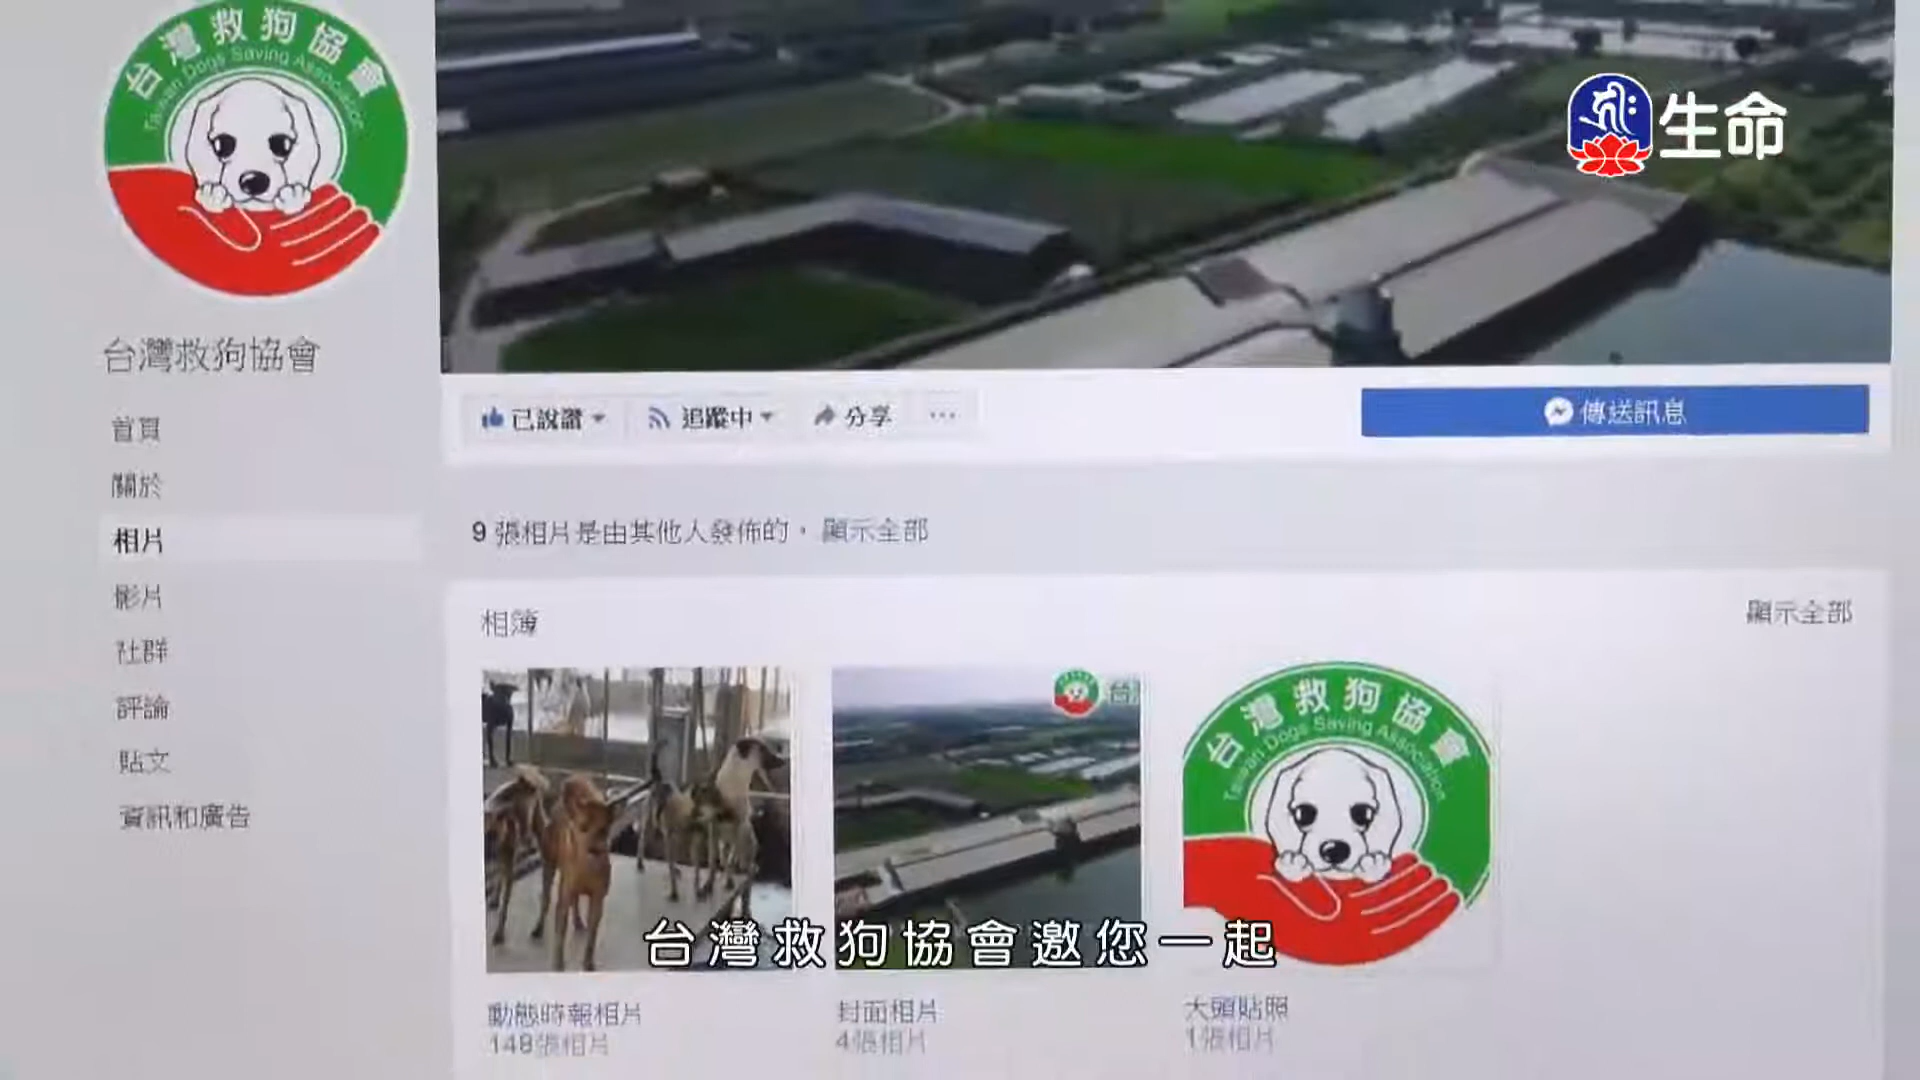 台灣救狗協會
Taiwan Dogs Saving Association
生命
台灣救狗協會
首頁
關於
相片
影片
社群
評論
貼文
資訊和廣告
已說讚
追蹤中
分享
...
傳送訊息
9 張相片是由其他人發佈的。 顯示全部
相簿
顯示全部
台灣救狗協會
Taiwan Dogs Saving Association
台灣救狗協會邀您一起
動態時報相片
148張相片
封面相片
4張相片
大頭貼照
1張相片